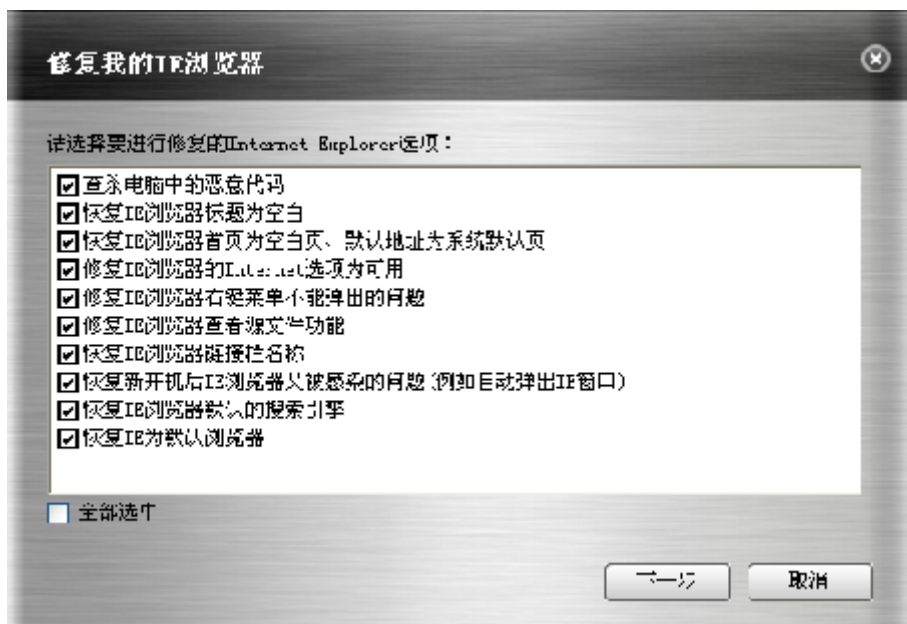 修复我的IE浏览器
请选择要进行修复的Internet Explorer选项：
查杀电脑中的恶意代码
恢复IE浏览器标题为空白
恢复IE浏览器首页为空白页、默认地址为系统默认页
修复IE浏览器的Internet选项为可用
修复IE浏览器右键菜单不能弹出的问题
修复IE浏览器查看源文件功能
恢复IE浏览器链接栏名称
恢复新开机后IE浏览器又被感染的问题(例如自动弹出IE窗口)
恢复IE浏览器默认的搜索引擎
恢复IE为默认浏览器
全部选中
下一步
取消